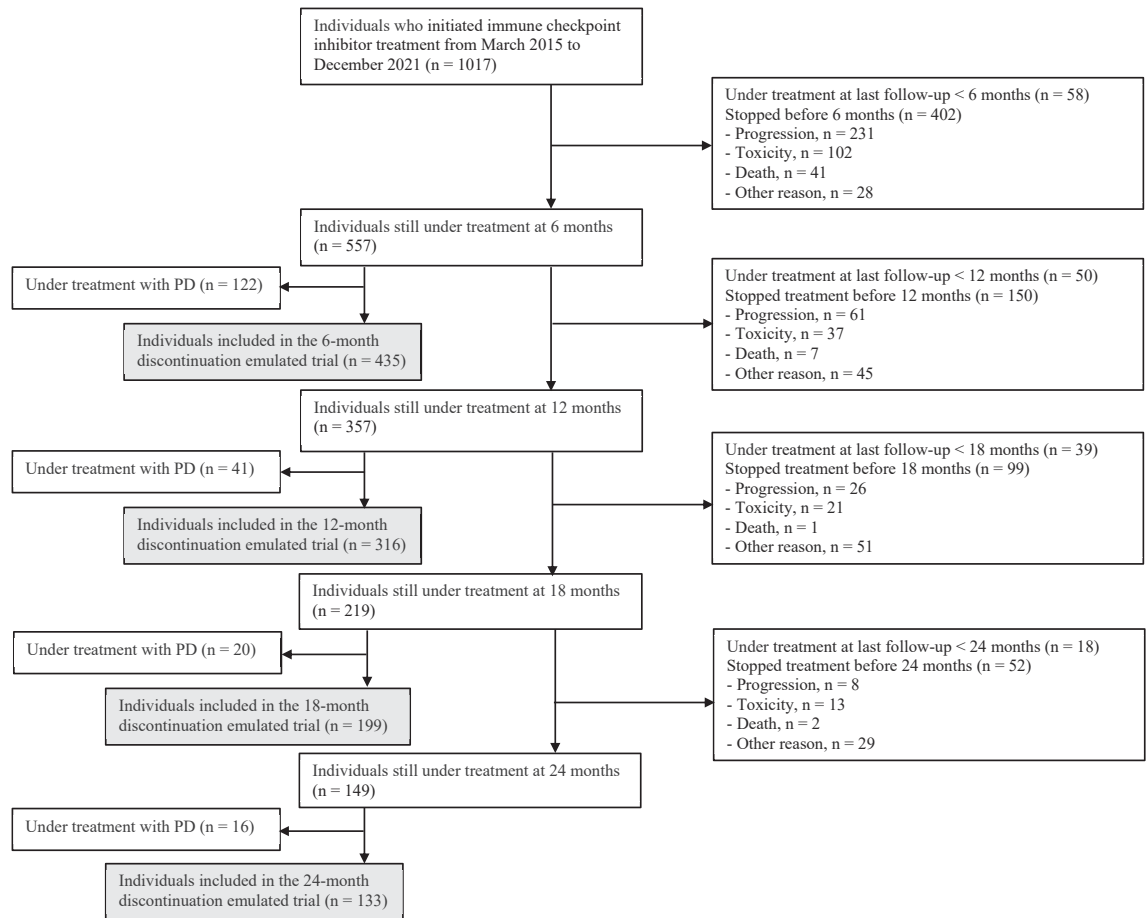 Individuals who initiated immune checkpoint
inhibitor treatment from March 2015 to
December 2021 (n = 1017)
Under treatment at last follow-up < 6 months (n = 58)
Stopped before 6 months (n = 402)
- Progression, n = 231
- Toxicity, n = 102
- Death, n = 41
- Other reason, n = 28
Individuals still under treatment at 6 months
(n = 557)
Under treatment with PD (n = 122)
Individuals included in the 6-month
discontinuation emulated trial (n = 435)
Under treatment at last follow-up < 12 months (n = 50)
Stopped treatment before 12 months (n = 150)
- Progression, n = 61
- Toxicity, n = 37
- Death, n = 7
- Other reason, n = 45
Individuals still under treatment at 12 months
(n = 357)
Under treatment with PD (n = 41)
Individuals included in the 12-month
discontinuation emulated trial (n = 316)
Under treatment at last follow-up < 18 months (n = 39)
Stopped treatment before 18 months (n = 99)
- Progression, n = 26
- Toxicity, n = 21
- Death, n = 1
- Other reason, n = 51
Individuals still under treatment at 18 months
(n = 219)
Under treatment with PD (n = 20)
Individuals included in the 18-month
discontinuation emulated trial (n = 199)
Under treatment at last follow-up < 24 months (n = 18)
Stopped treatment before 24 months (n = 52)
- Progression, n = 8
- Toxicity, n = 13
- Death, n = 2
- Other reason, n = 29
Individuals still under treatment at 24 months
(n = 149)
Under treatment with PD (n = 16)
Individuals included in the 24-month
discontinuation emulated trial (n = 133)